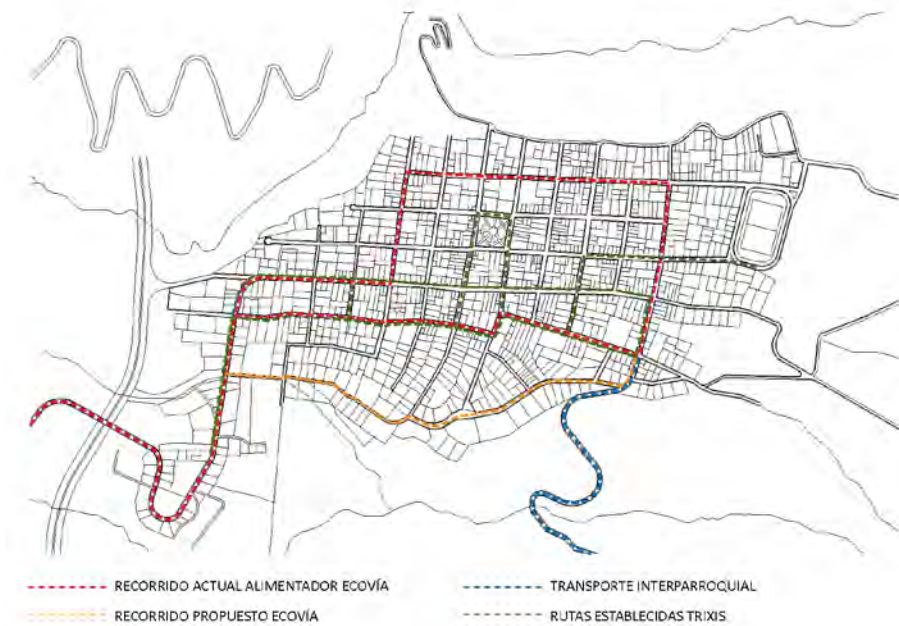 RECORRIDO ACTUAL ALIMENTADOR ECOVÍA
TRANSPORTE INTERPARROQUIAL
RECORRIDO PROPUESTO ECOVÍA
RUTAS ESTABLECIDAS TRIXIS